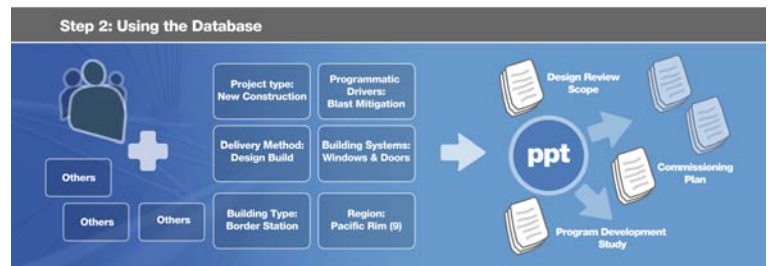 Step 2: Using the Database
Project type:
New Construction
Programmatic
Drivers:
Blast Mitigation
Delivery Method:
Design Build
Building Systems:
Windows & Doors
Building Type:
Border Station
Region:
Pacific Rim (9)
Others
Others
Others
ppt
Design Review
Scope
Commissioning
Plan
Program Development
Study